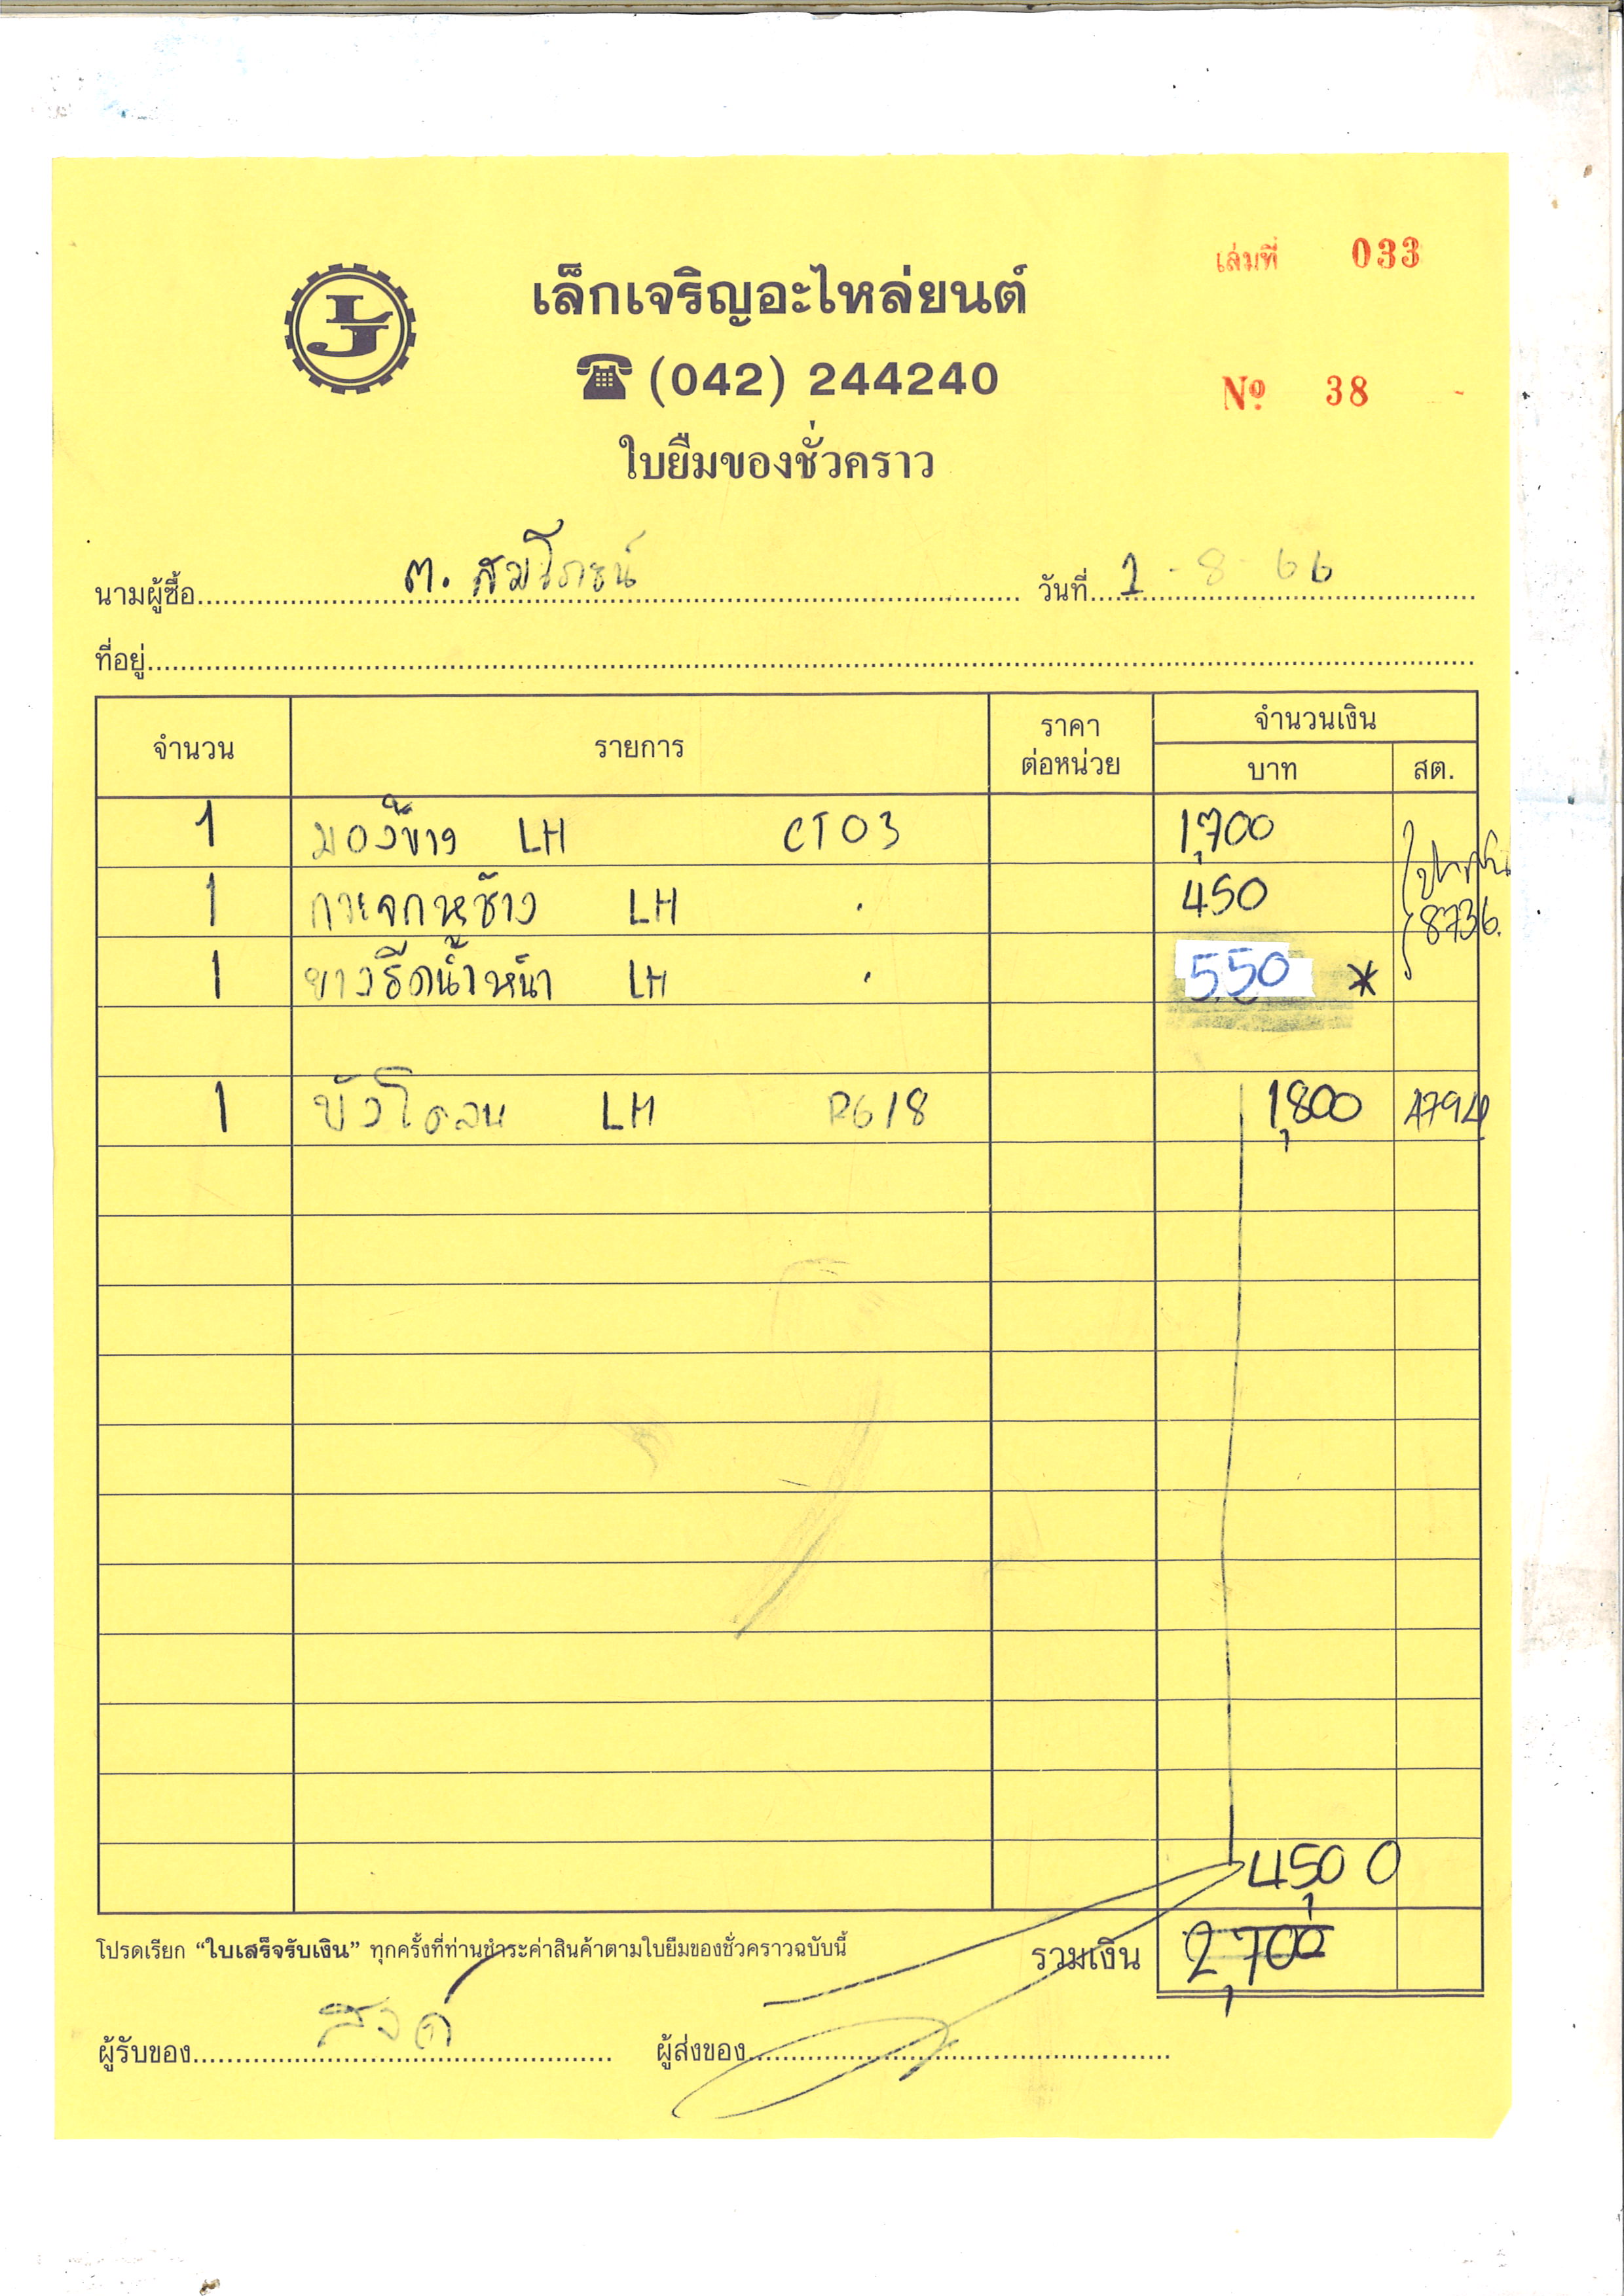 เล่มที่ 033
LJ
เล็กเจริญอะไหล่ยนต์
(042) 244240
Nº 38
ใบยืมของชั่วคราว
นามผู้ซื้อ ต. สมโภชน์ วันที่ 1-8-66
ที่อยู่
จำนวน รายการ ราคาต่อหน่วย จำนวนเงิน
บาท สต.
1 มองข้าง LH CT03 1,700
1 กระจกหูช้าง LH 450
8736.
1 ยางรีดน้ำหน้า LH 550 *
1 บังโคลน LH R618 1,800 4794
4,500
โปรดเรียก “ใบเสร็จรับเงิน” ทุกครั้งที่ท่านชำระค่าสินค้าตามใบยืมของชั่วคราวฉบับนี้ รวมเงิน 2,700
ผู้รับของ ผู้ส่งของ